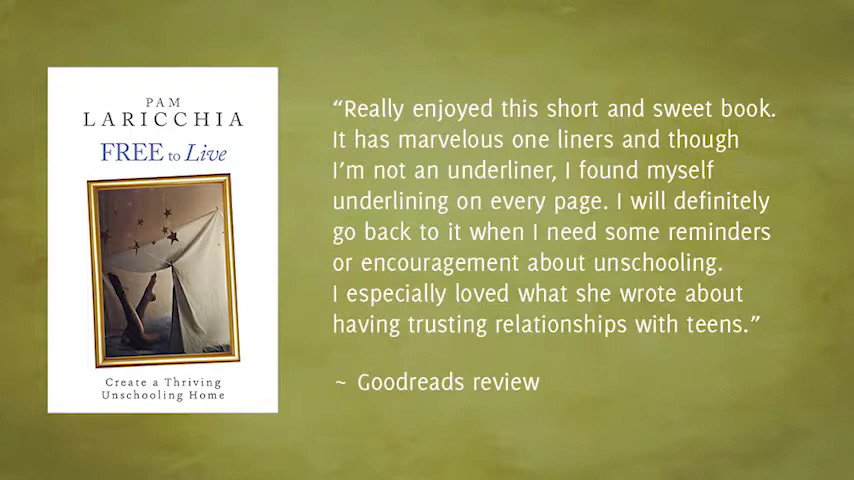 PAM
LARICCHIA
FREE to Live
Create a Thriving
Unschooling Home
“Really enjoyed this short and sweet book.
It has marvelous one liners and though
I’m not an underliner, I found myself
underlining on every page. I will definitely
go back to it when I need some reminders
or encouragement about unschooling.
I especially loved what she wrote about
having trusting relationships with teens.”
~ Goodreads review